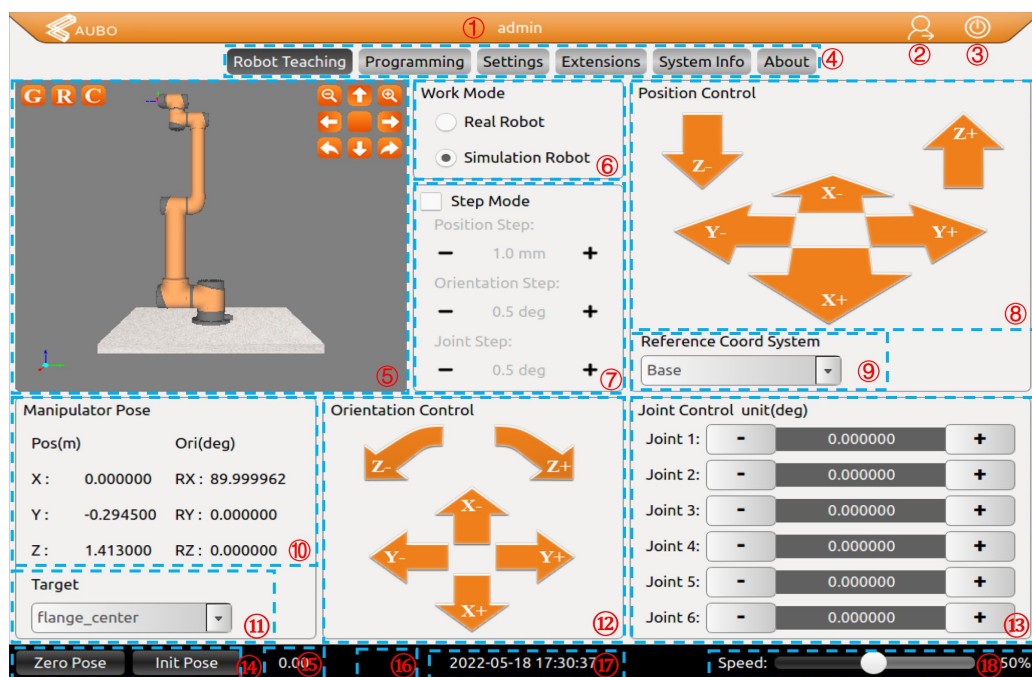 AUBO ① admin ② ③
Robot Teaching Programming Settings Extensions System Info About ④
G R C
⑤
Work Mode
Real Robot
Simulation Robot
⑥
Step Mode
Position Step:
- 1.0 mm +
Orientation Step:
- 0.5 deg +
Joint Step:
- 0.5 deg +
⑦
Position Control
Z- Z+
X-
Y- Y+
X+
⑧
Reference Coord System
Base ⑨
Manipulator Pose
Pos(m) Ori(deg)
X : 0.000000 RX : 89.999962
Y : -0.294500 RY : 0.000000
Z : 1.413000 RZ : 0.000000 ⑩
Target
flange_center ⑪
Orientation Control
Z- Z+
X-
Y- Y+
X+
⑫
Joint Control unit(deg)
Joint 1: - 0.000000 +
Joint 2: - 0.000000 +
Joint 3: - 0.000000 +
Joint 4: - 0.000000 +
Joint 5: - 0.000000 +
Joint 6: - 0.000000 +
⑬
Zero Pose Init Pose ⑭ 0.00 ⑮ ⑯ 2022-05-18 17:30:37 ⑰ Speed: ⑱ 50%